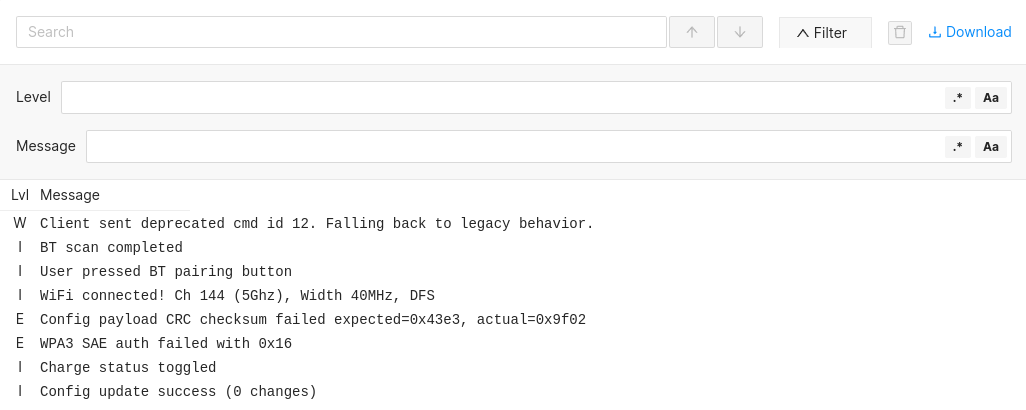 Search Filter Download
Level .* Aa
Message .* Aa
Lvl Message
W Client sent deprecated cmd id 12. Falling back to legacy behavior.
I BT scan completed
I User pressed BT pairing button
I WiFi connected! Ch 144 (5Ghz), Width 40MHz, DFS
E Config payload CRC checksum failed expected=0x43e3, actual=0x9f02
E WPA3 SAE auth failed with 0x16
I Charge status toggled
I Config update success (0 changes)